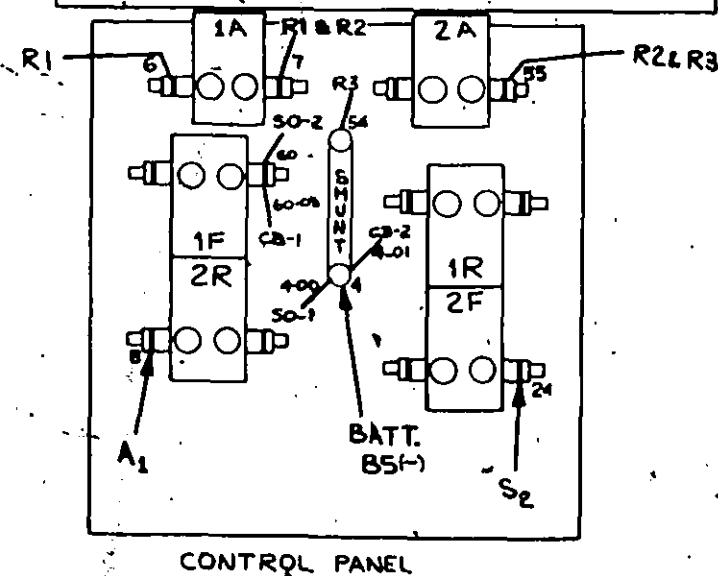 1A
R1 & R2
2A
R1
6
7
55
R2 & R3
R3
54
SO-2
60
60-0
CB-1
SHUNT
CB-2
4-01
4-00
4
SO-1
1F
2R
1R
2F
8
24
A1
BATT.
B5(-)
S2
CONTROL PANEL